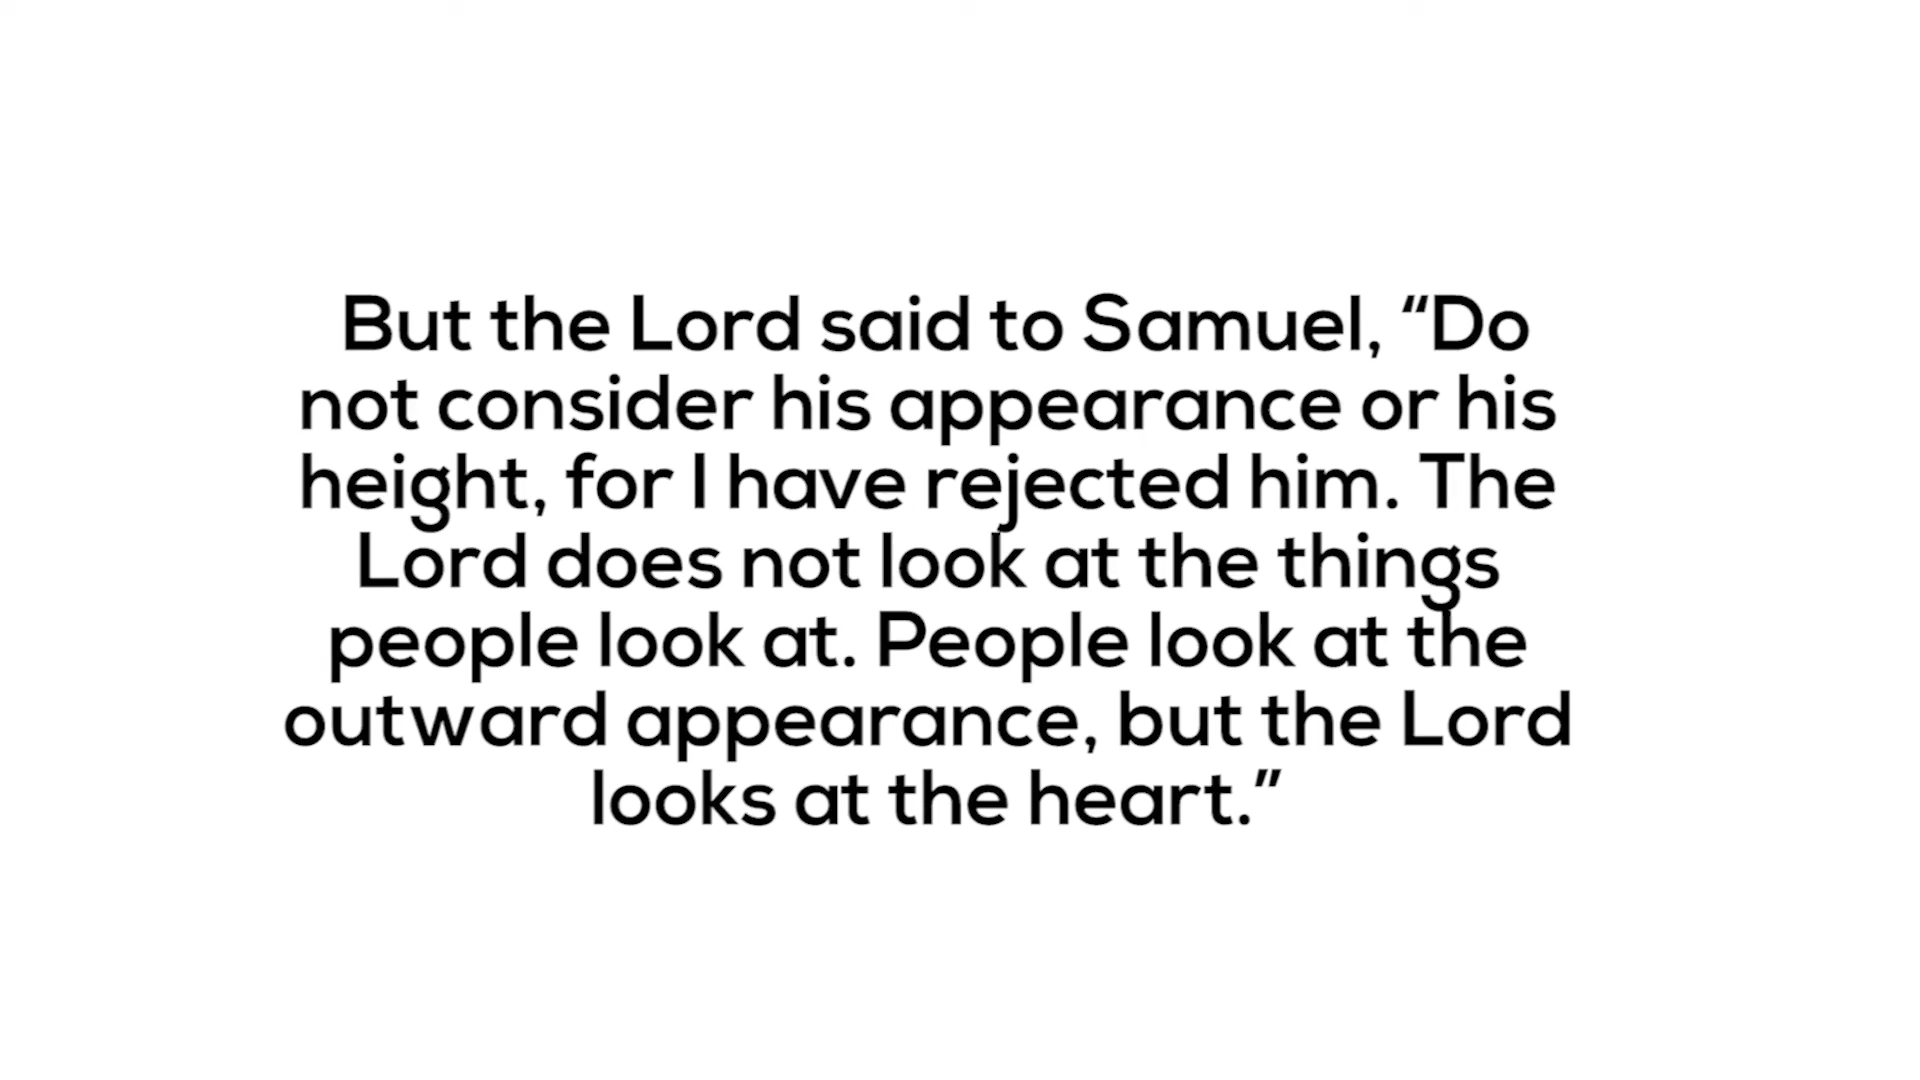 But the Lord said to Samuel, “Do
not consider his appearance or his
height, for I have rejected him. The
Lord does not look at the things
people look at. People look at the
outward appearance, but the Lord
looks at the heart.”